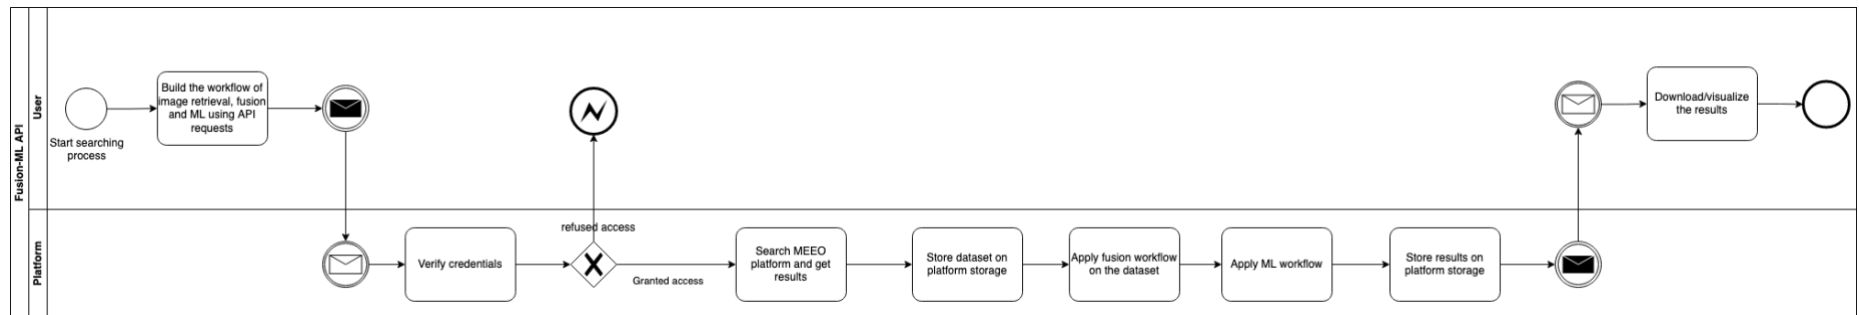 Fusion-ML API
User
Start searching
process
Build the workflow of
image retrieval, fusion
and ML using API
requests
Download/visualize
the results
Platform
Verify credentials
refused access
Granted access
Search MEEO
platform and get
results
Store dataset on
platform storage
Apply fusion workflow
on the dataset
Apply ML workflow
Store results on
platform storage